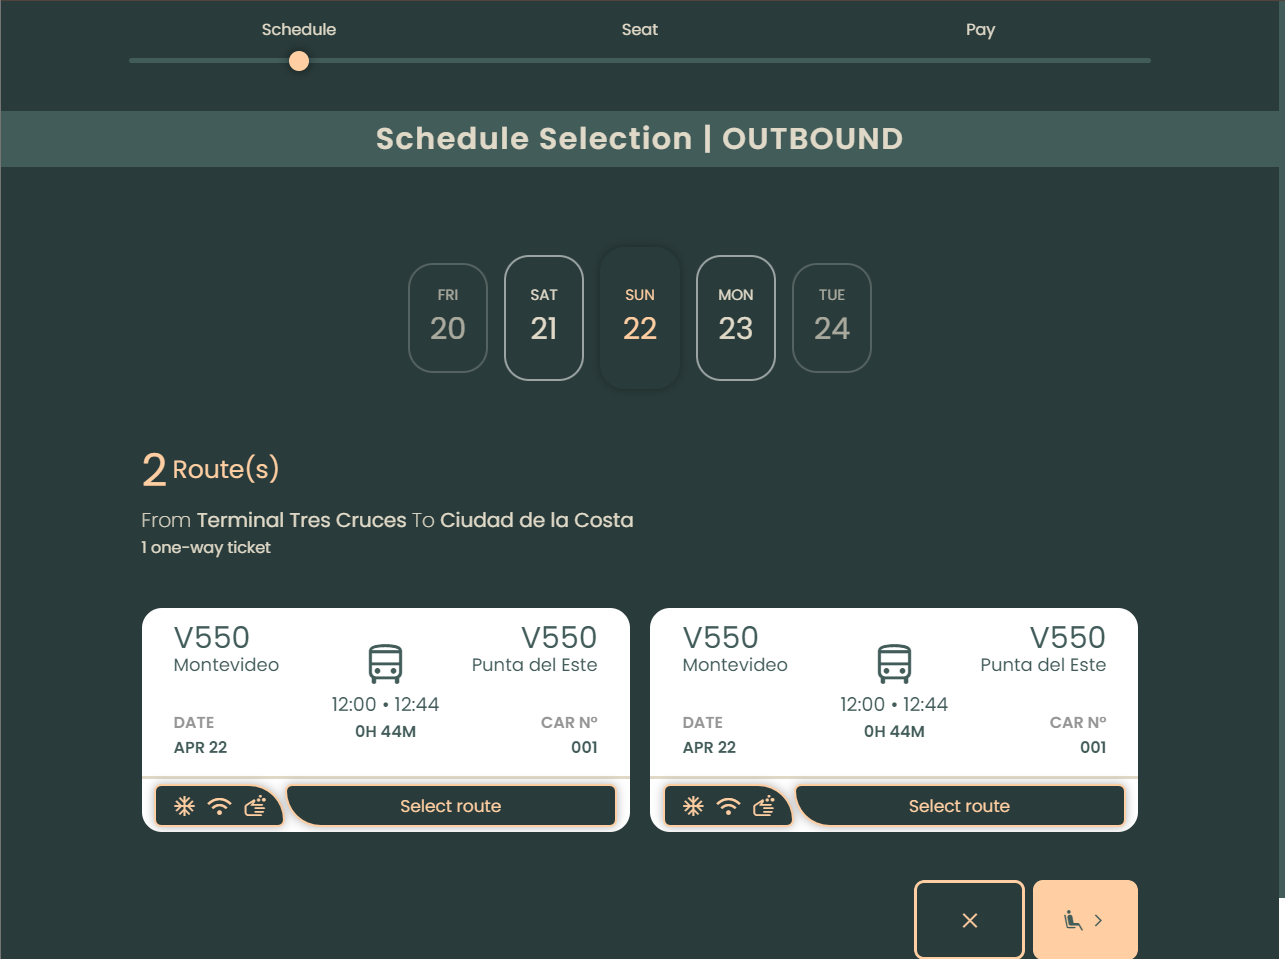 Schedule
Seat
Pay
Schedule Selection | OUTBOUND
FRI
20
SAT
21
SUN
22
MON
23
TUE
24
2 Route(s)
From Terminal Tres Cruces To Ciudad de la Costa
1 one-way ticket
V550
Montevideo
V550
Punta del Este
12:00 • 12:44
0H 44M
DATE
APR 22
CAR Nº
001
Select route
V550
Montevideo
V550
Punta del Este
12:00 • 12:44
0H 44M
DATE
APR 22
CAR Nº
001
Select route